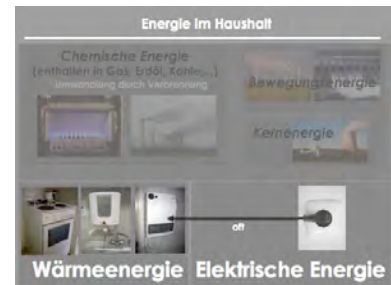 Energie im Haushalt
Chemische Energie
(enthalten in Gas, Erdöl, Kohle,...)
Umwandlung durch Verbrennung
Bewegungsenergie
Kernenergie
oft
Wärmeenergie Elektrische Energie